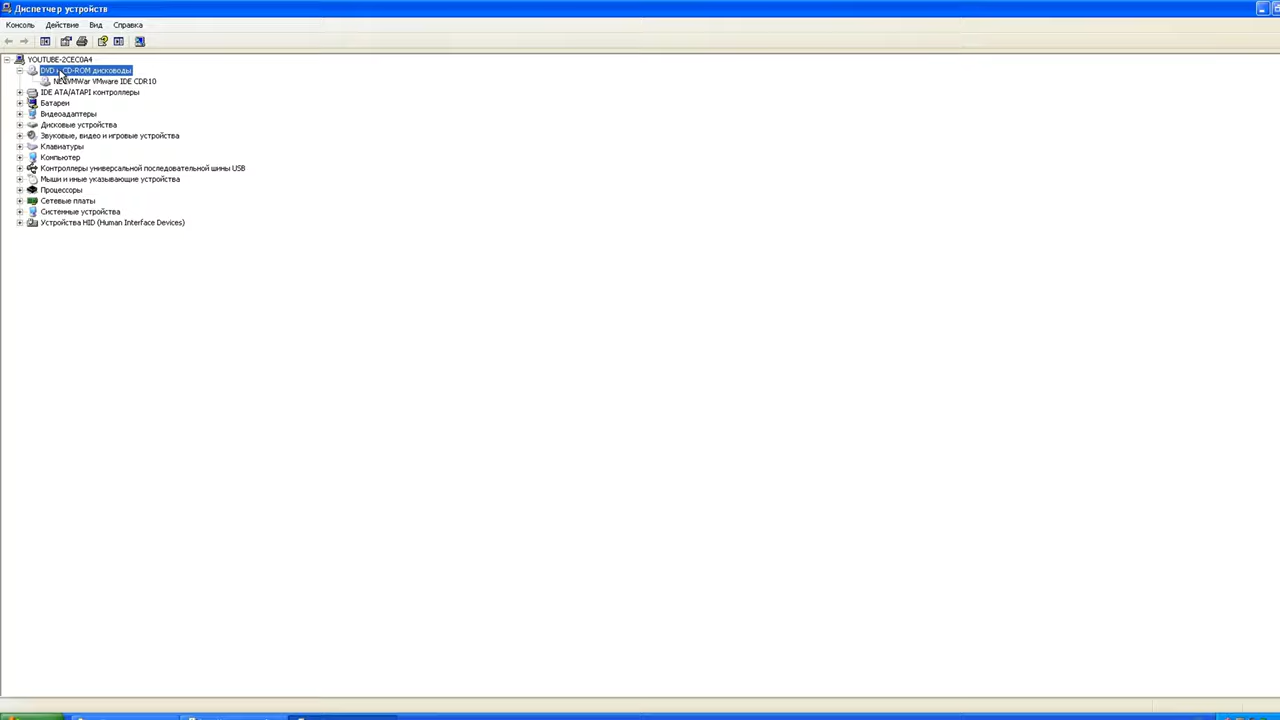 Диспетчер устройств
Консоль Действие Вид Справка
YOUTUBE-2CEC0A4
DVD и CD-ROM дисководы
VMWar VMware IDE CDR10
IDE ATA/ATAPI контроллеры
Батареи
Видеоадаптеры
Дисковые устройства
Звуковые, видео и игровые устройства
Клавиатуры
Компьютер
Контроллеры универсальной последовательной шины USB
Мыши и иные указывающие устройства
Процессоры
Сетевые платы
Системные устройства
Устройства HID (Human Interface Devices)